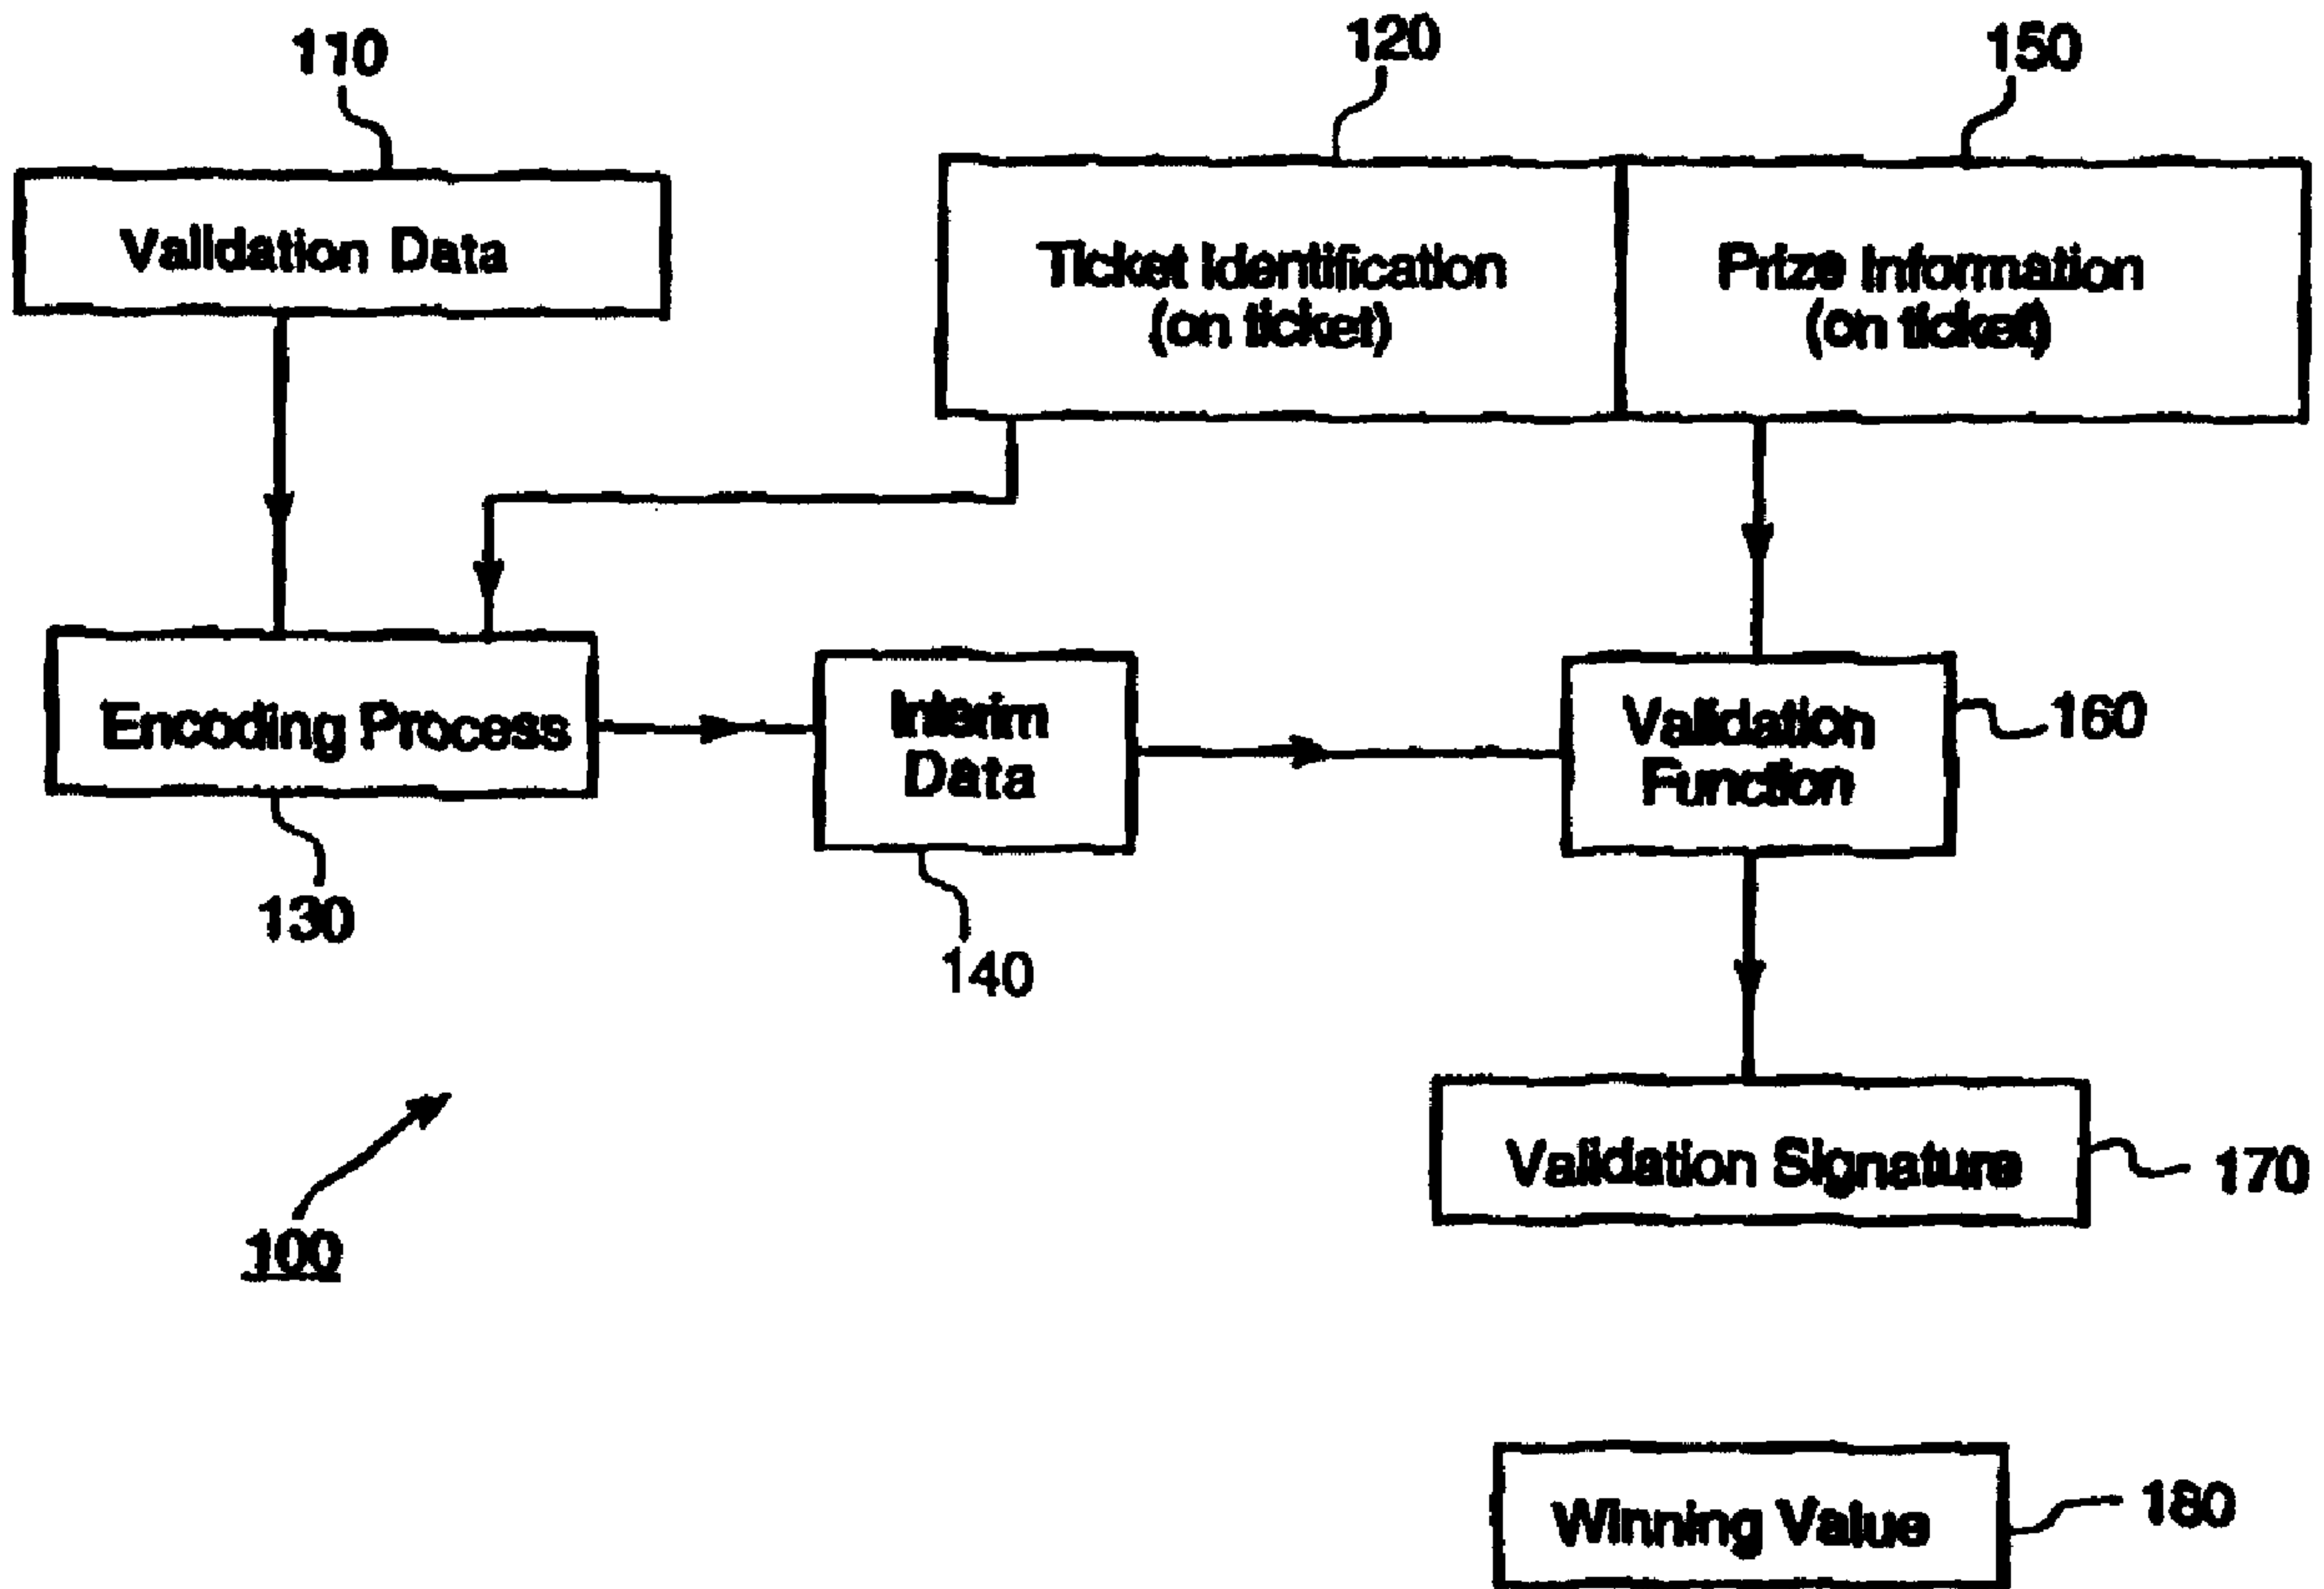 110
120
150
Validation Data
Ticket Identification
(on ticket)
Prize Information
(on ticket)
Encoding Process
Interim
Data
Validation
Function
160
130
140
Validation Signature
170
100
Winning Value
180